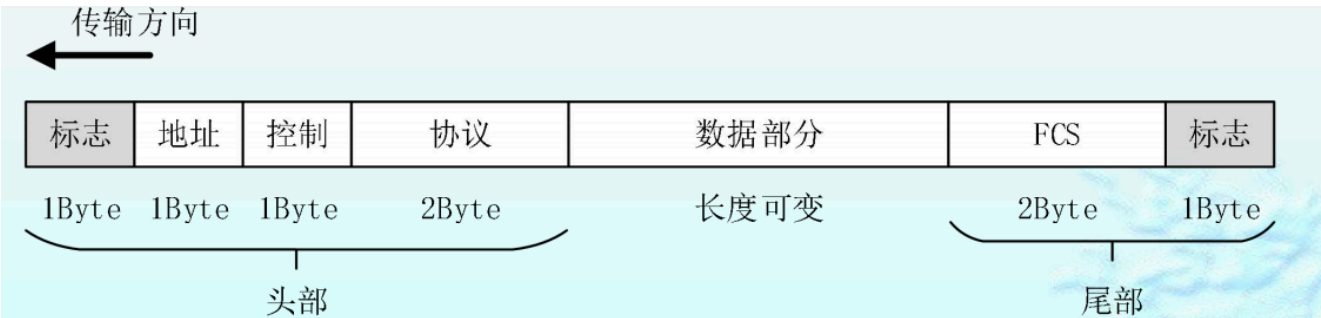 传输方向
标志 地址 控制 协议 数据部分 FCS 标志
1Byte 1Byte 1Byte 2Byte 长度可变 2Byte 1Byte
头部 尾部